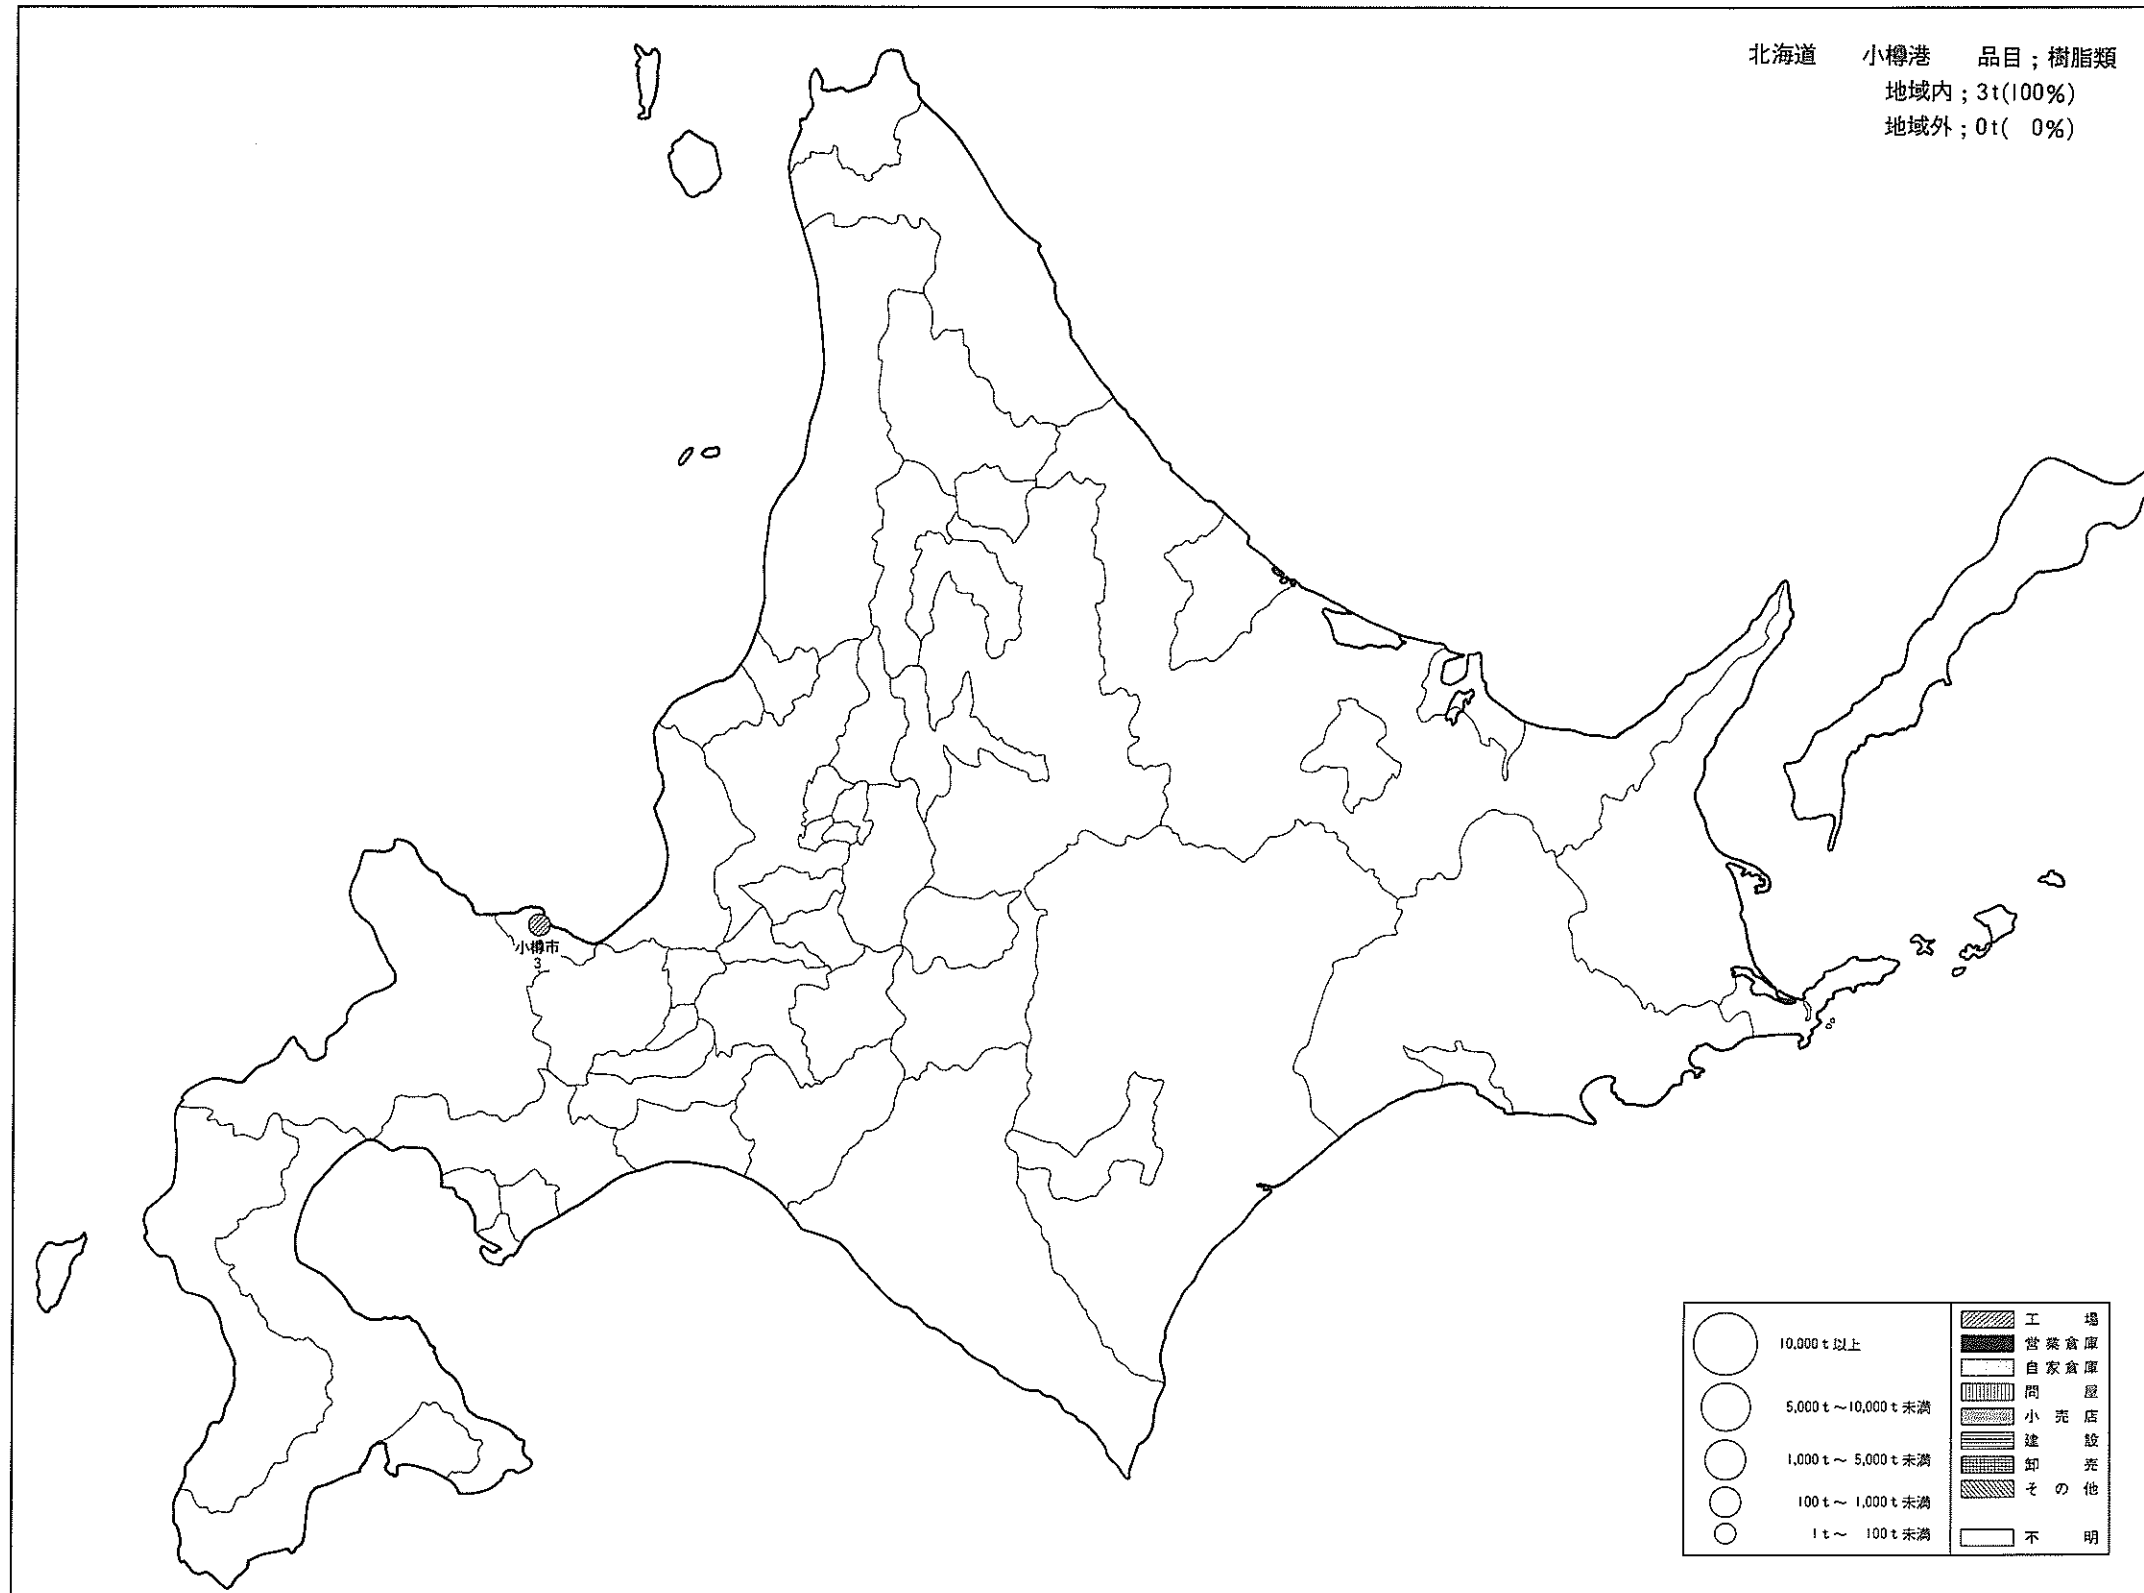 北海道 小樽港 品目；樹脂類
地域内；3t(100%)
地域外；0t( 0%)
小樽市
3
10,000t以上
5,000t～10,000t未満
1,000t～ 5,000t未満
100t～ 1,000t未満
1t～ 100t未満
工場
営業倉庫
自家倉庫
問屋
小売店
建設
卸売
その他
不明